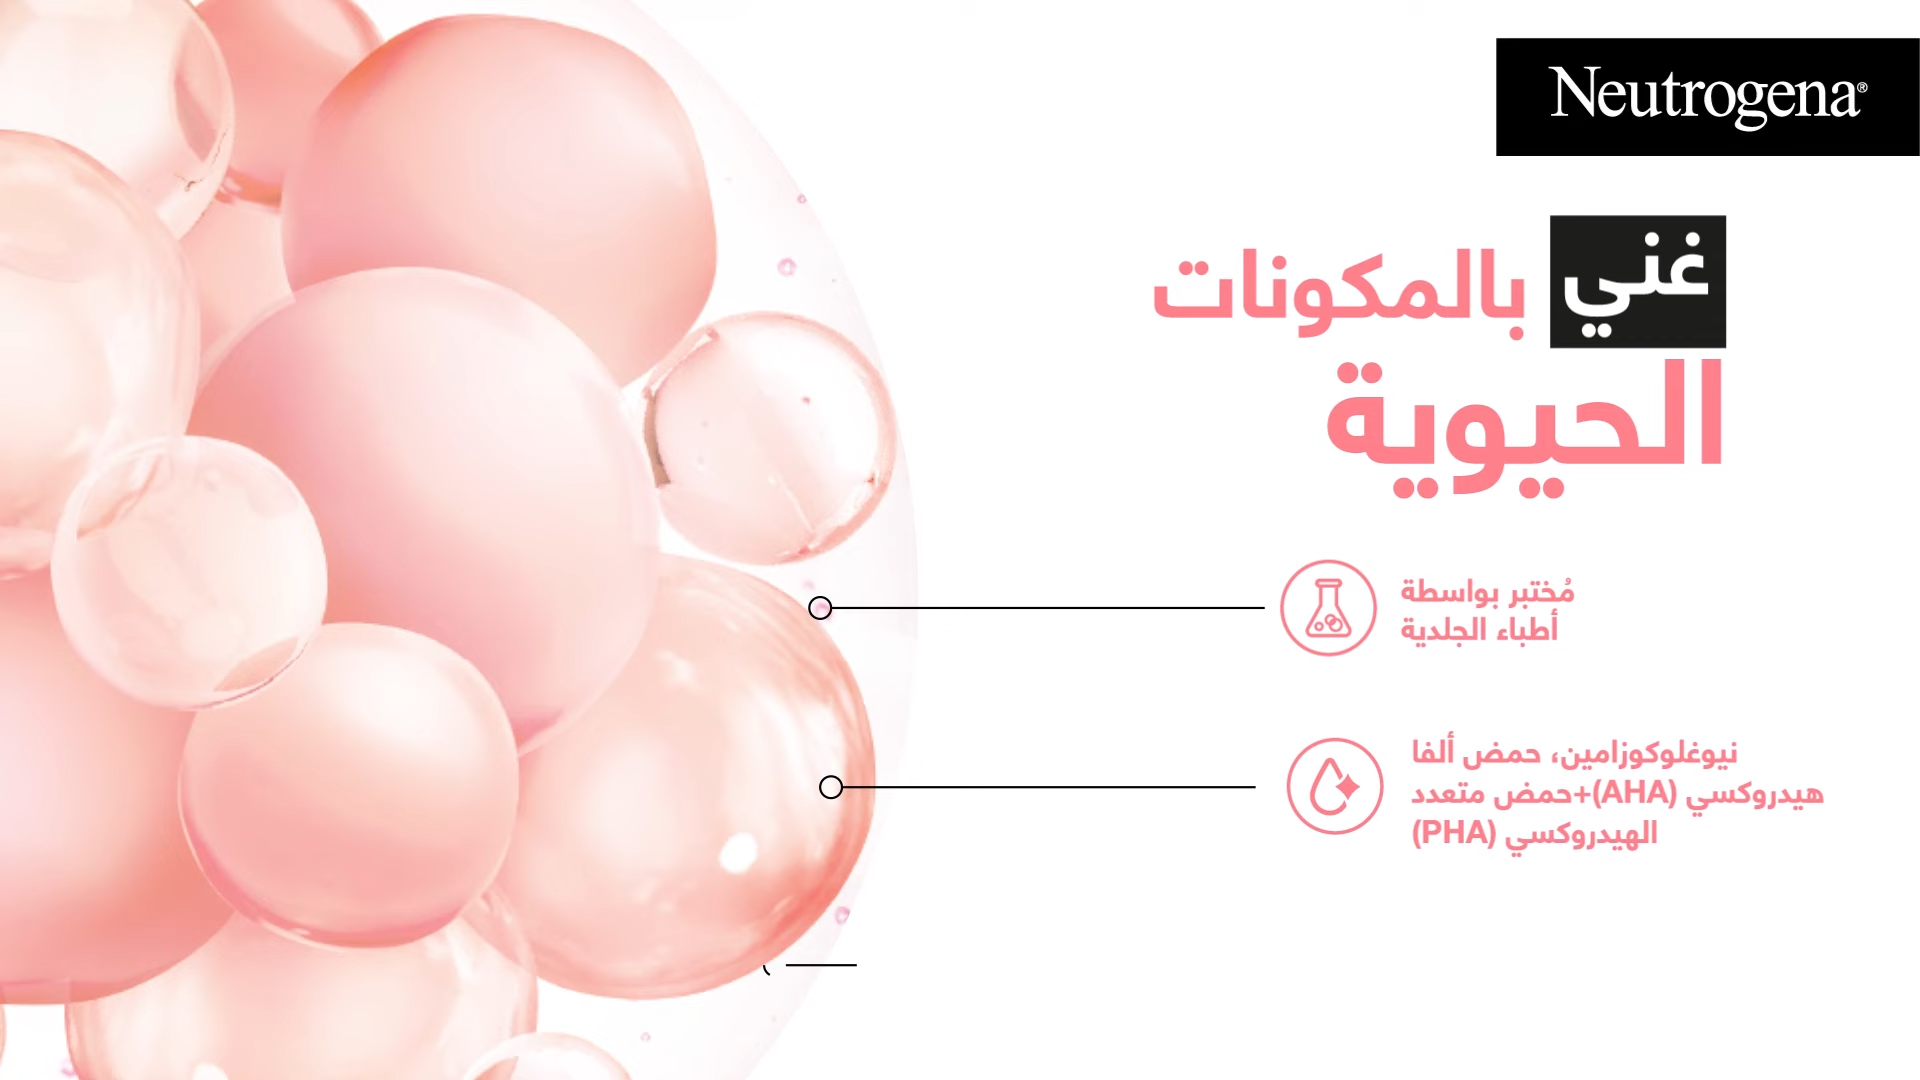 Neutrogena®
غني بالمكونات
الحيوية
مُختبر بواسطة
أطباء الجلدية
نيوغلوكوزامين، حمض ألفا
هيدروكسي (AHA)+حمض متعدد
الهيدروكسي (PHA)